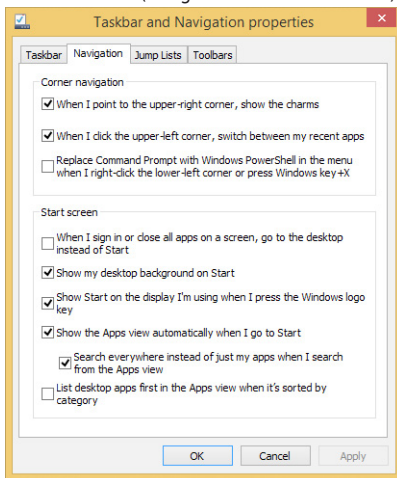 Taskbar and Navigation properties
Taskbar Navigation Jump Lists Toolbars
Corner navigation
When I point to the upper-right corner, show the charms
When I click the upper-left corner, switch between my recent apps
Replace Command Prompt with Windows PowerShell in the menu
when I right-click the lower-left corner or press Windows key+X
Start screen
When I sign in or close all apps on a screen, go to the desktop
instead of Start
Show my desktop background on Start
Show Start on the display I'm using when I press the Windows logo
key
Show the Apps view automatically when I go to Start
Search everywhere instead of just my apps when I search
from the Apps view
List desktop apps first in the Apps view when it's sorted by
category
OK Cancel Apply